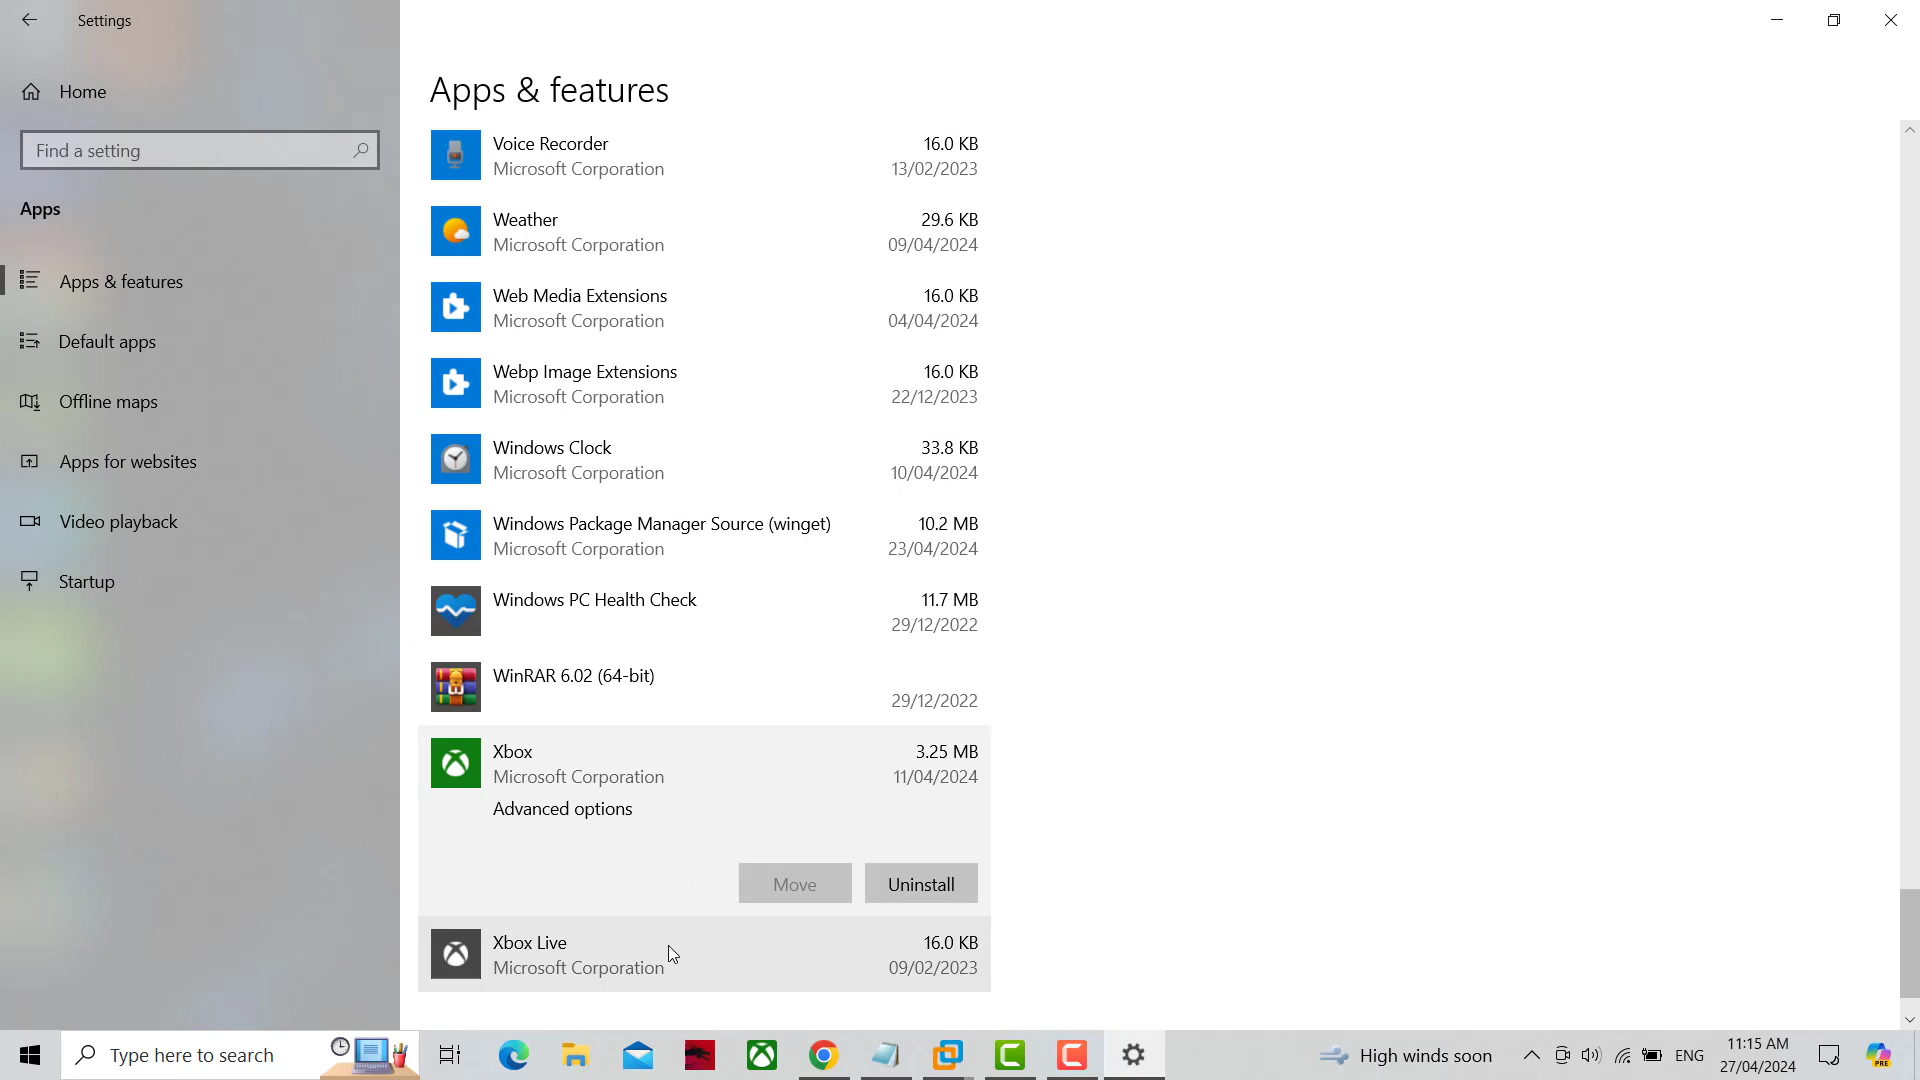 Settings
Home
Find a setting
Apps
Apps & features
Default apps
Offline maps
Apps for websites
Video playback
Startup
Apps & features
Voice Recorder 16.0 KB
Microsoft Corporation 13/02/2023
Weather 29.6 KB
Microsoft Corporation 09/04/2024
Web Media Extensions 16.0 KB
Microsoft Corporation 04/04/2024
Webp Image Extensions 16.0 KB
Microsoft Corporation 22/12/2023
Windows Clock 33.8 KB
Microsoft Corporation 10/04/2024
Windows Package Manager Source (winget) 10.2 MB
Microsoft Corporation 23/04/2024
Windows PC Health Check 11.7 MB
29/12/2022
WinRAR 6.02 (64-bit)
29/12/2022
Xbox 3.25 MB
Microsoft Corporation 11/04/2024
Advanced options
Move Uninstall
Xbox Live 16.0 KB
Microsoft Corporation 09/02/2023
Type here to search
High winds soon
ENG
11:15 AM
27/04/2024
PRE